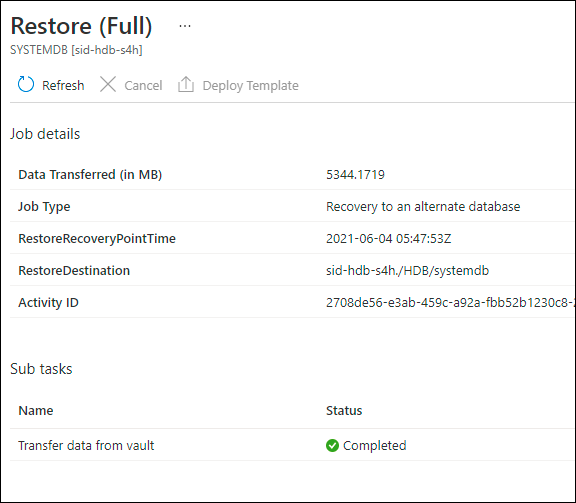 Restore (Full) ...
SYSTEMDB [sid-hdb-s4h]
Refresh Cancel Deploy Template
Job details
Data Transferred (in MB) 5344.1719
Job Type Recovery to an alternate database
RestoreRecoveryPointTime 2021-06-04 05:47:53Z
RestoreDestination sid-hdb-s4h./HDB/systemdb
Activity ID 2708de56-e3ab-459c-a92a-fbb52b1230c8-
Sub tasks
Name Status
Transfer data from vault Completed